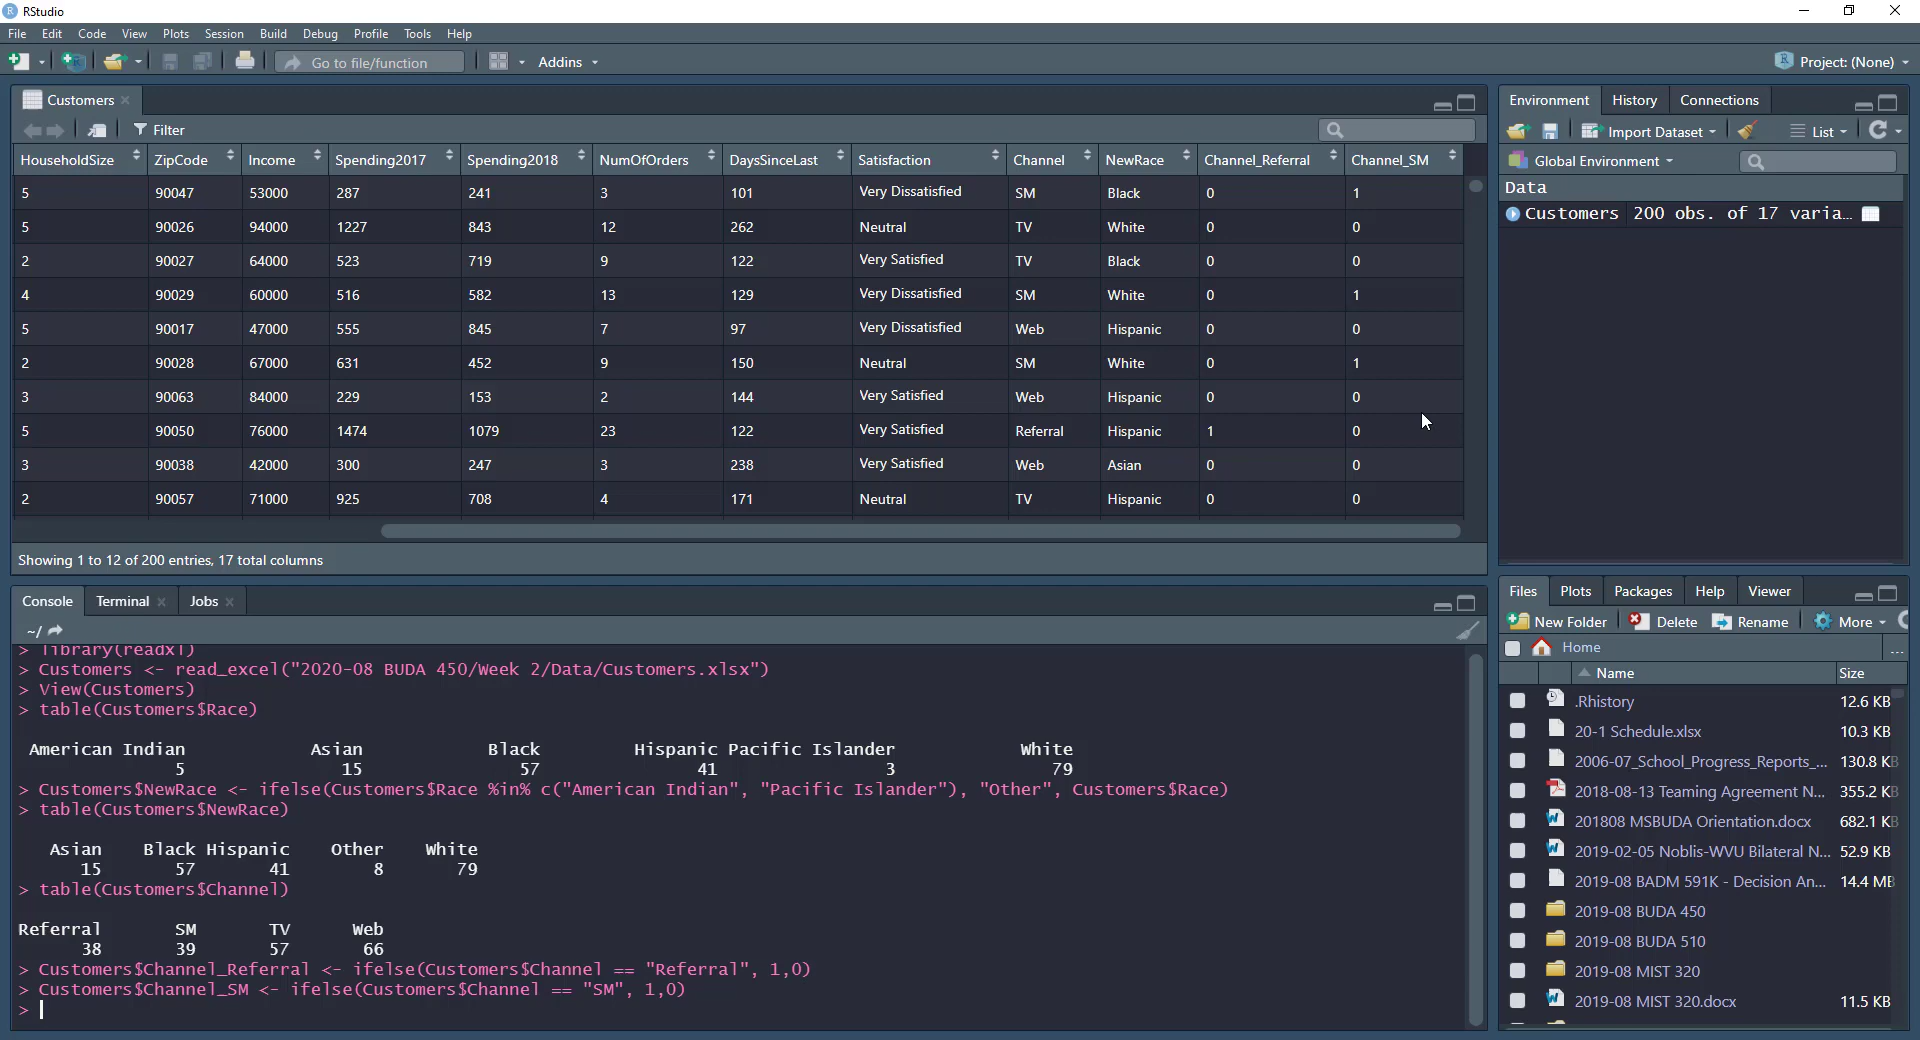 RStudio
File Edit Code View Plots Session Build Debug Profile Tools Help
Go to file/function Addins Project: (None)
Customers
Filter
HouseholdSize ZipCode Income Spending2017 Spending2018 NumOfOrders DaysSinceLast Satisfaction Channel NewRace Channel_Referral Channel_SM
5 90047 53000 287 241 3 101 Very Dissatisfied SM Black 0 1
5 90026 94000 1227 843 12 262 Neutral TV White 0 0
2 90027 64000 523 719 9 122 Very Satisfied TV Black 0 0
4 90029 60000 516 582 13 129 Very Dissatisfied SM White 0 1
5 90017 47000 555 845 7 97 Very Dissatisfied Web Hispanic 0 0
2 90028 67000 631 452 9 150 Neutral SM White 0 1
3 90063 84000 229 153 2 144 Very Satisfied Web Hispanic 0 0
5 90050 76000 1474 1079 23 122 Very Satisfied Referral Hispanic 1 0
3 90038 42000 300 247 3 238 Very Satisfied Web Asian 0 0
2 90057 71000 925 708 4 171 Neutral TV Hispanic 0 0
Showing 1 to 12 of 200 entries, 17 total columns
Console Terminal Jobs
~/
> library(readxl)
> Customers <- read_excel("2020-08 BUDA 450/Week 2/Data/Customers.xlsx")
> View(Customers)
> table(Customers$Race)
American Indian Asian Black Hispanic Pacific Islander White
5 15 57 41 3 79
> Customers$NewRace <- ifelse(Customers$Race %in% c("American Indian", "Pacific Islander"), "Other", Customers$Race)
> table(Customers$NewRace)
Asian Black Hispanic Other White
15 57 41 8 79
> table(Customers$Channel)
Referral SM TV Web
38 39 57 66
> Customers$Channel_Referral <- ifelse(Customers$Channel == "Referral", 1,0)
> Customers$Channel_SM <- ifelse(Customers$Channel == "SM", 1,0)
>
Environment History Connections
Import Dataset List
Global Environment
Data
Customers 200 obs. of 17 varia...
Files Plots Packages Help Viewer
New Folder Delete Rename More
Home ...
Name Size
.Rhistory 12.6 KB
20-1 Schedule.xlsx 10.3 KB
2006-07_School_Progress_Reports_... 130.8 KB
2018-08-13 Teaming Agreement N... 355.2 KB
201808 MSBUDA Orientation.docx 682.1 KB
2019-02-05 Noblis-WVU Bilateral N... 52.9 KB
2019-08 BADM 591K - Decision An... 14.4 MB
2019-08 BUDA 450
2019-08 BUDA 510
2019-08 MIST 320
2019-08 MIST 320.docx 11.5 KB